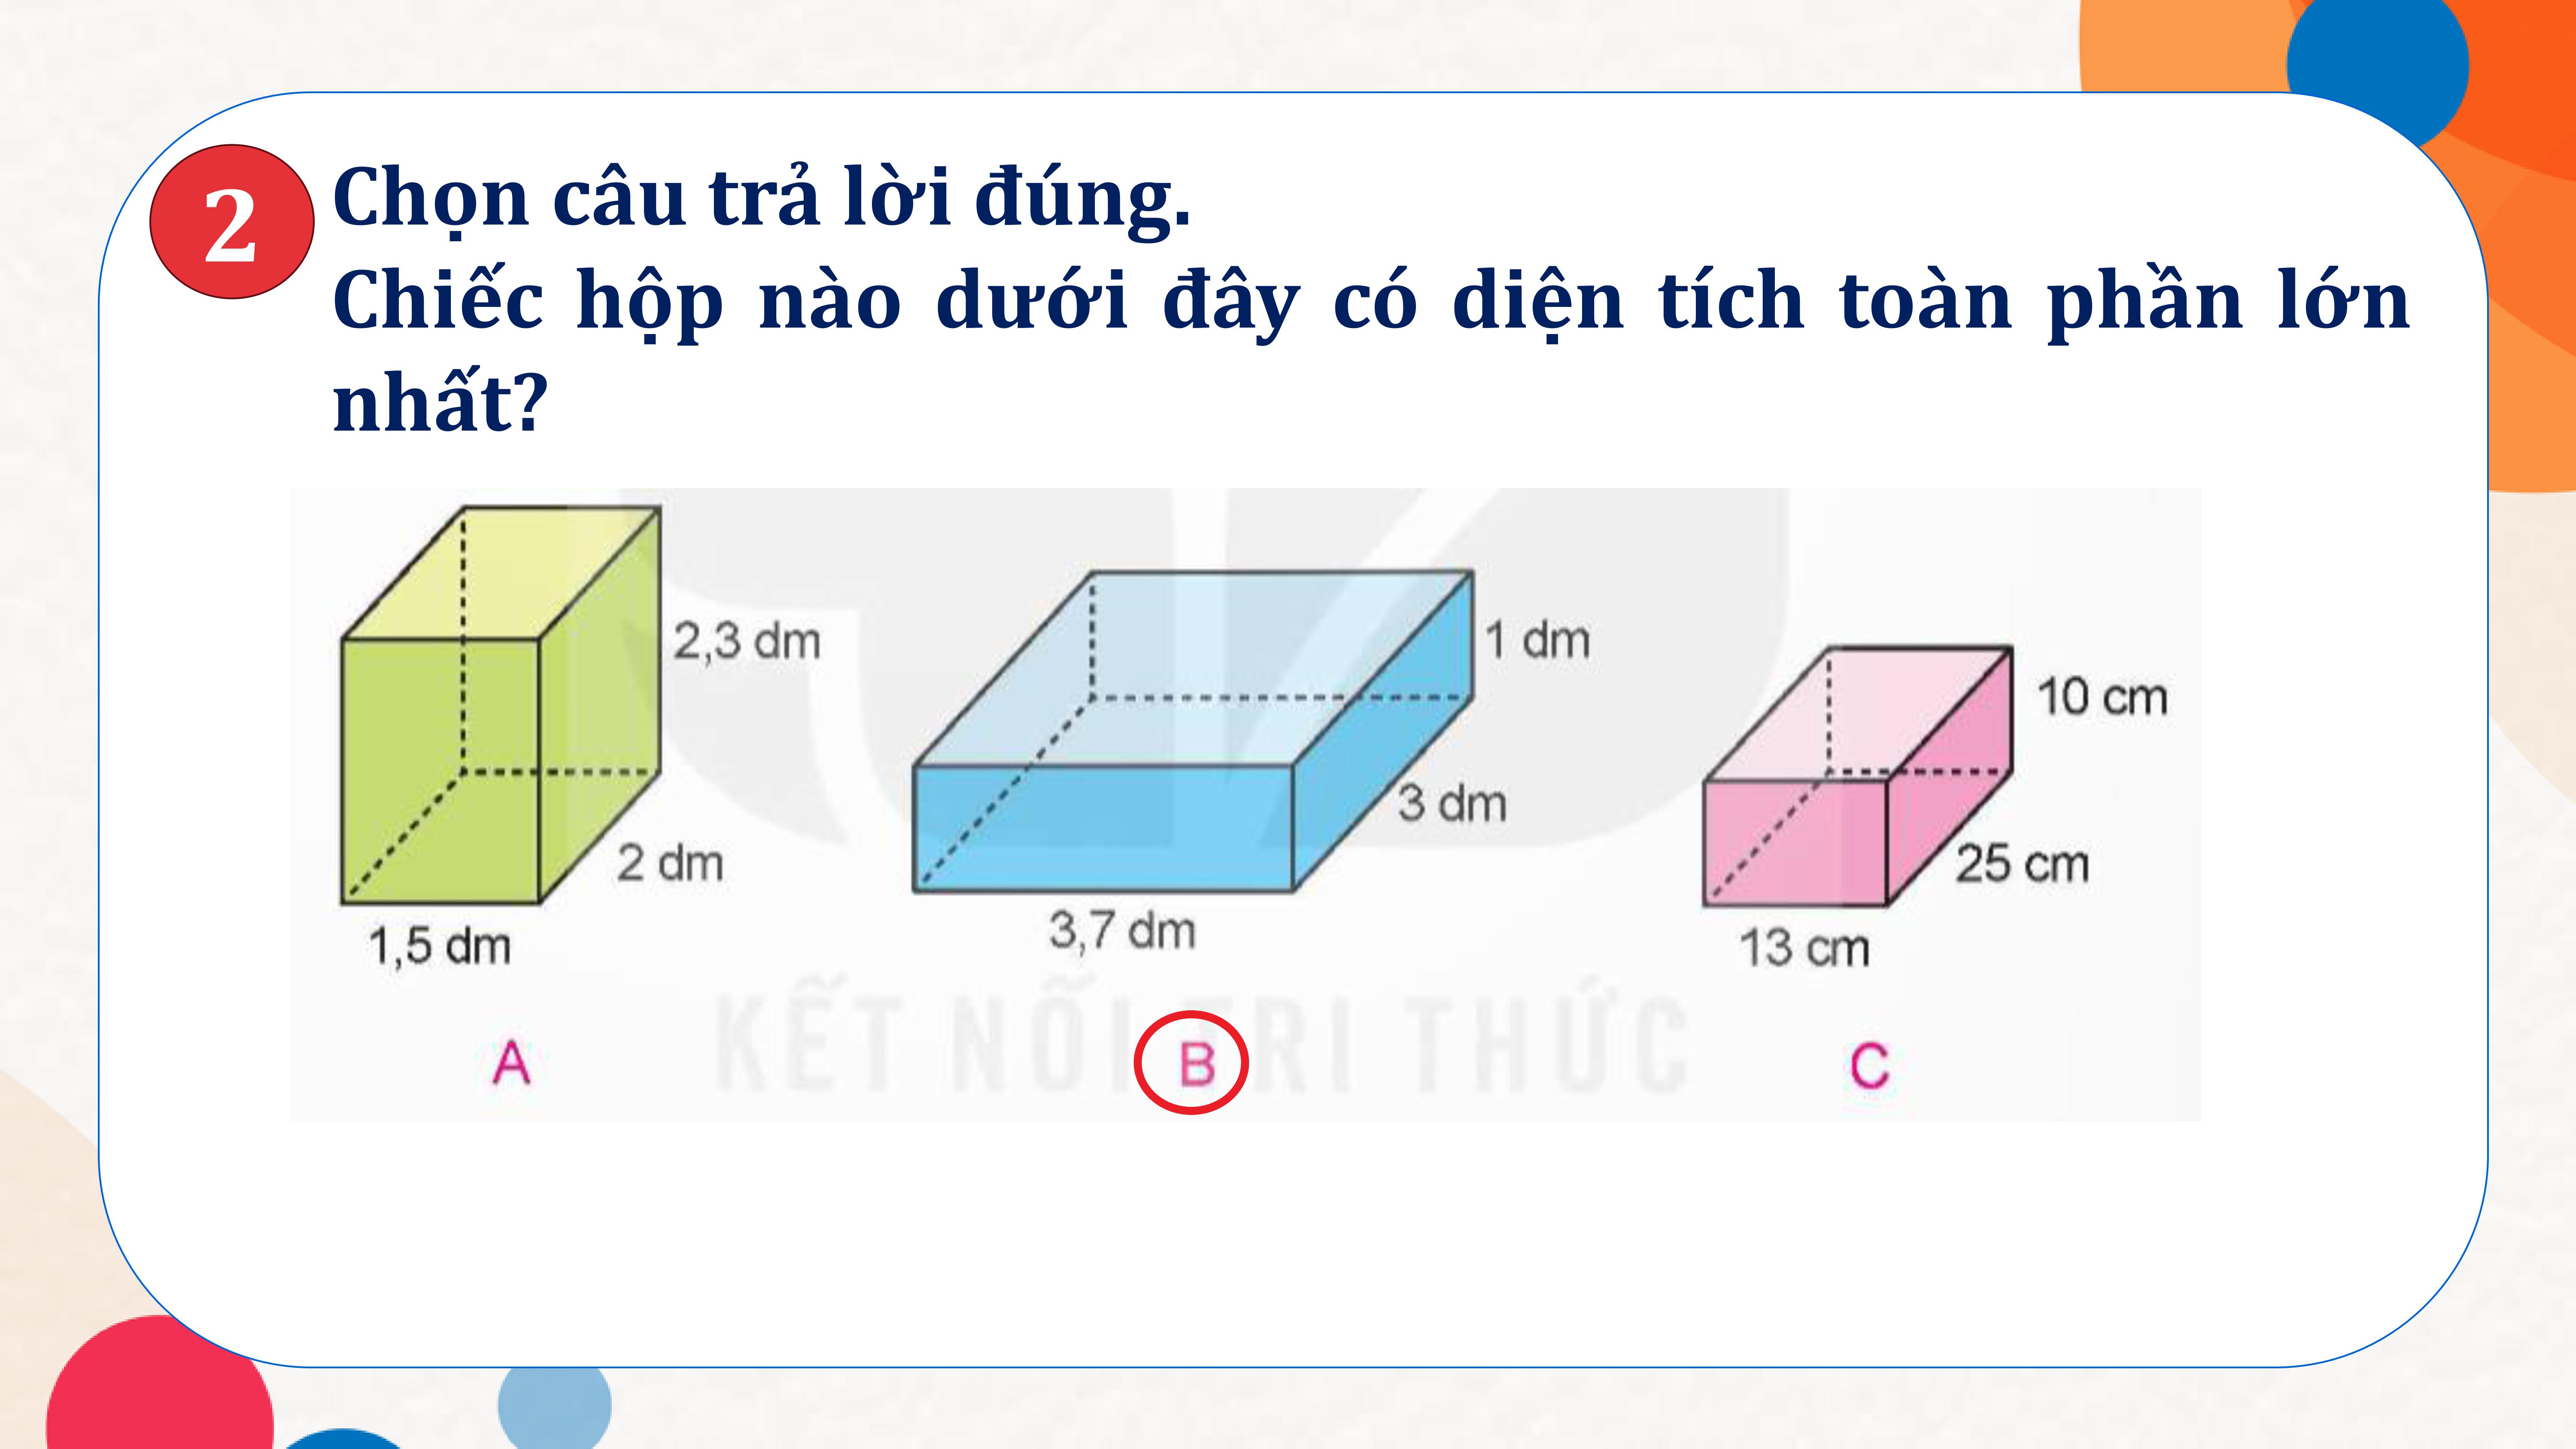 2
Chọn câu trả lời đúng.
Chiếc hộp nào dưới đây có diện tích toàn phần lớn
nhất?
2,3 dm
2 dm
1,5 dm
1 dm
3 dm
3,7 dm
10 cm
25 cm
13 cm
KẾT NỐI TRI THỨC
A
B
C